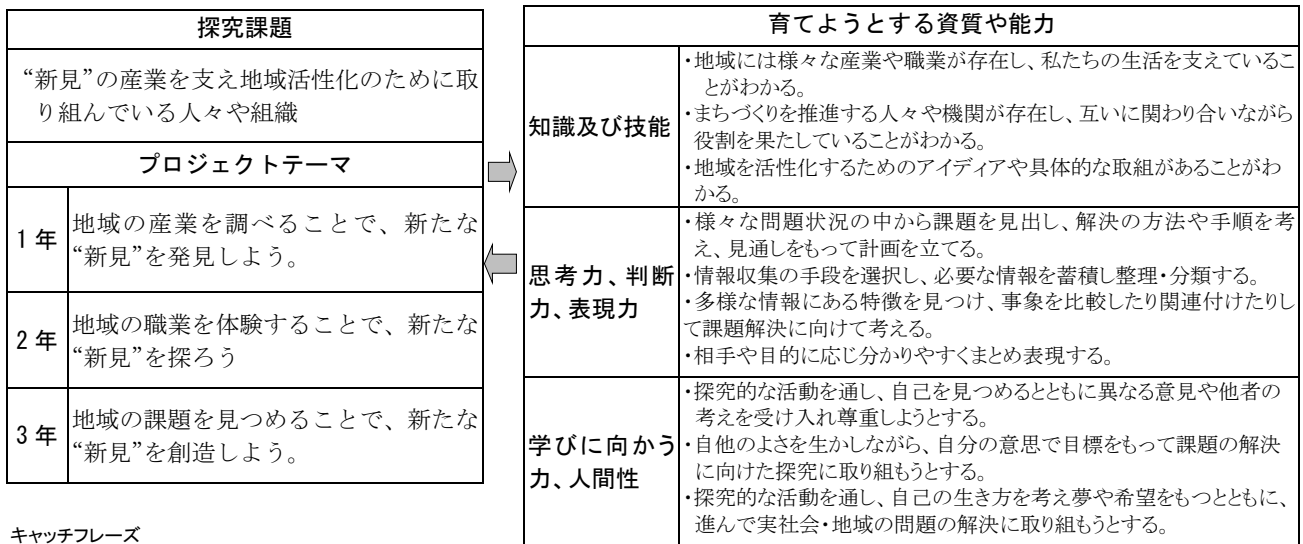 探究課題
“新見”の産業を支え地域活性化のために取
り組んでいる人々や組織
プロジェクトテーマ
1年
地域の産業を調べることで、新たな
“新見”を発見しよう。
2年
地域の職業を体験することで、新たな
“新見”を探ろう
3年
地域の課題を見つめることで、新たな
“新見”を創造しよう。
キャッチフレーズ
育てようとする資質や能力
知識及び技能
・地域には様々な産業や職業が存在し、私たちの生活を支えているこ
とがわかる。
・まちづくりを推進する人々や機関が存在し、互いに関わり合いながら
役割を果たしていることがわかる。
・地域を活性化するためのアイディアや具体的な取組があることがわ
かる。
思考力、判断
力、表現力
・様々な問題状況の中から課題を見出し、解決の方法や手順を考
え、見通しをもって計画を立てる。
・情報収集の手段を選択し、必要な情報を蓄積し整理・分類する。
・多様な情報にある特徴を見つけ、事象を比較したり関連付けたりし
て課題解決に向けて考える。
・相手や目的に応じ分かりやすくまとめ表現する。
学びに向かう
力、人間性
・探究的な活動を通し、自己を見つめるとともに異なる意見や他者の
考えを受け入れ尊重しようとする。
・自他のよさを生かしながら、自分の意思で目標をもって課題の解決
に向けた探究に取り組もうとする。
・探究的な活動を通し、自己の生き方を考え夢や希望をもつとともに、
進んで実社会・地域の問題の解決に取り組もうとする。